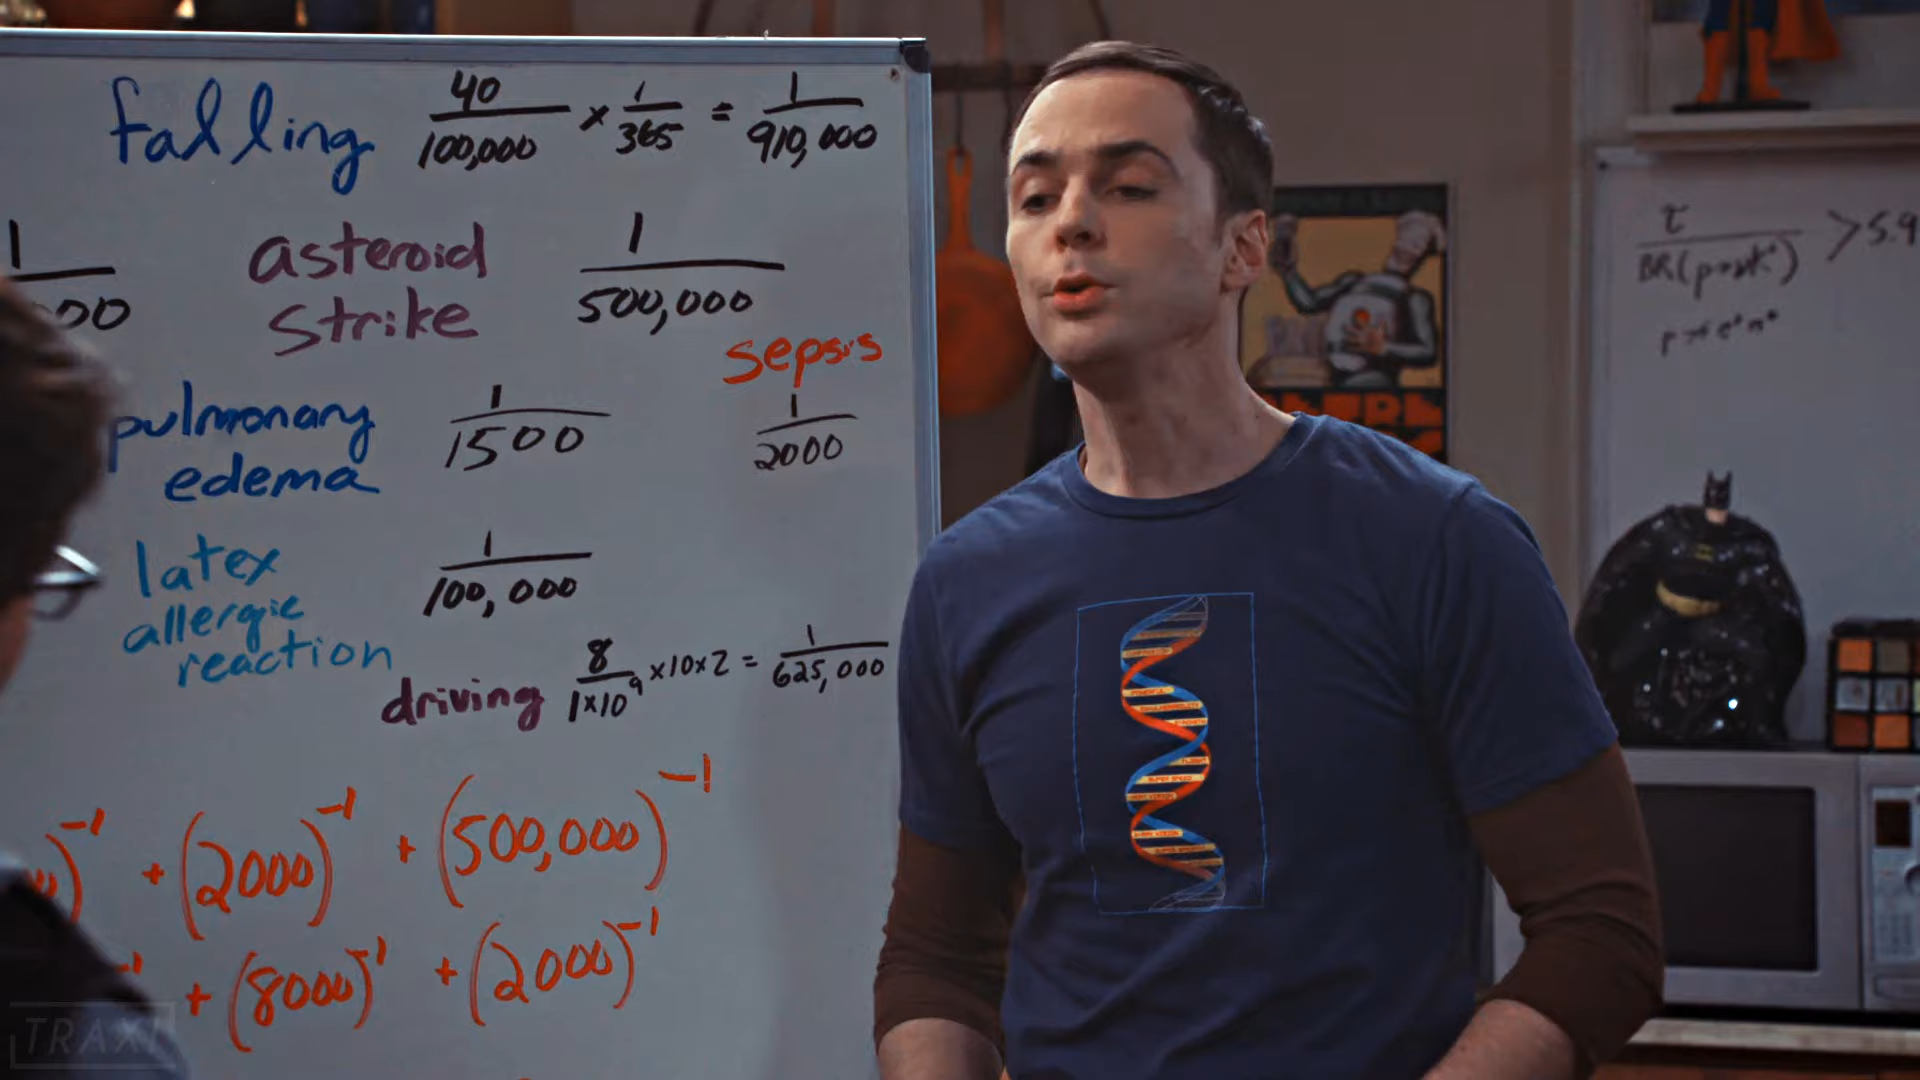 falling 40/100,000 × 1/365 = 1/910,000
asteroid 1/500,000
strike
sepsis
1/2000
pulmonary 1/1500
edema
latex 1/100,000
allergic
reaction
driving 8/1×10⁹ ×10×2 = 1/625,000
+ (2000)⁻¹ + (500,000)⁻¹
+ (8000)⁻¹ + (2000)⁻¹
τ/BR(p→
> 5.9
TRAXI